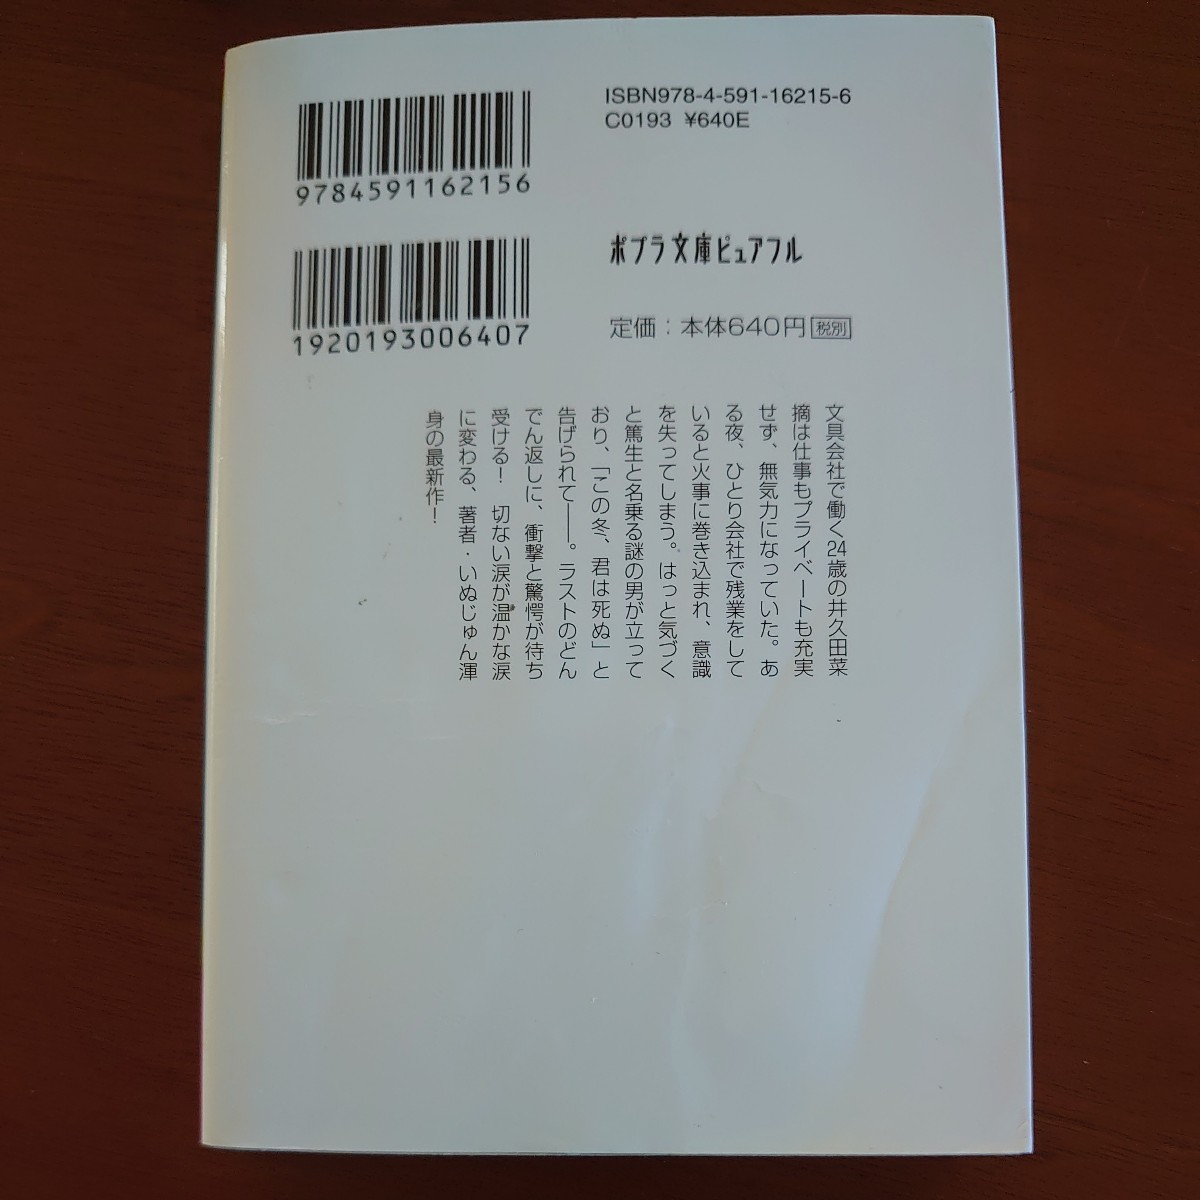 ISBN978-4-591-16215-6
C0193 ¥640E
9784591162156
ポプラ文庫ピュアフル
定価：本体640円 税別
1920193006407
文具会社で働く24歳の井久田菜
摘は仕事もプライベートも充実
せず、無気力になっていた。あ
る夜、ひとり会社で残業をして
いると火事に巻き込まれ、意識
を失ってしまう。はっと気づく
と篤生と名乗る謎の男が立って
おり、「この冬、君は死ぬ」と
告げられて――。ラストのどん
でん返しに、衝撃と驚愕が待ち
受ける！　切ない涙が温かな涙
に変わる、著者・いぬじゅん渾
身の最新作！